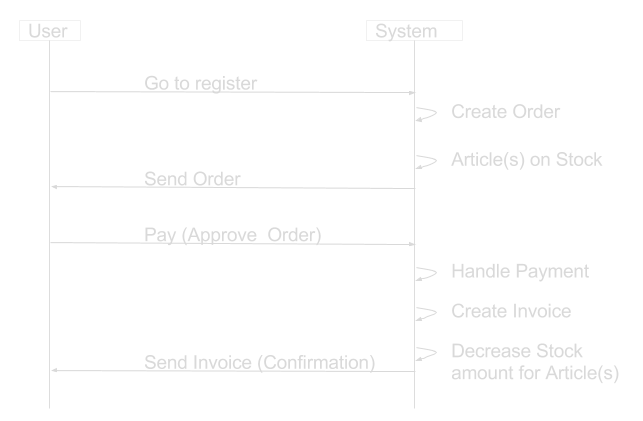 User
System
Go to register
Create Order
Article(s) on Stock
Send Order
Pay (Approve Order)
Handle Payment
Create Invoice
Decrease Stock
amount for Article(s)
Send Invoice (Confirmation)